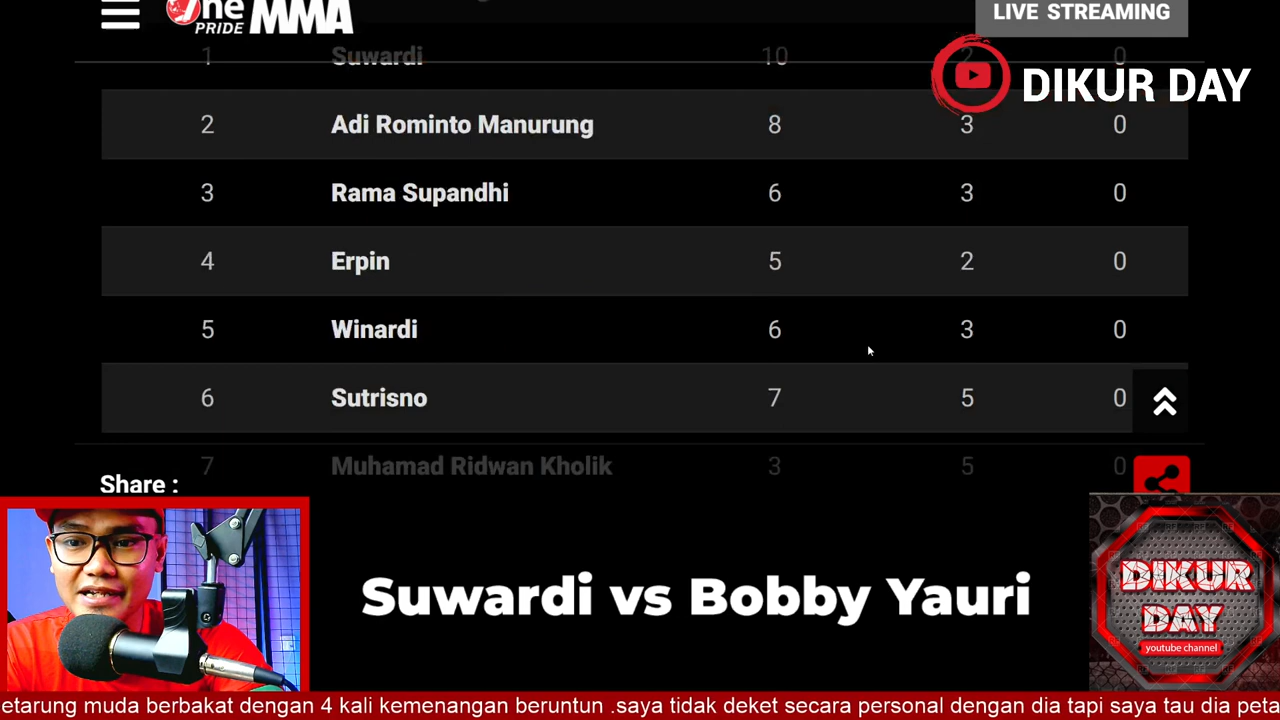 One
PRIDE MMA
LIVE STREAMING
1 Suwardi 10 2 0
DIKUR DAY
2 Adi Rominto Manurung 8 3 0
3 Rama Supandhi 6 3 0
4 Erpin 5 2 0
5 Winardi 6 3 0
6 Sutrisno 7 5 0
7 Muhamad Ridwan Kholik 3 5 0
Share :
Suwardi vs Bobby Yauri
DIKUR
DAY
youtube channel
etarung muda berbakat dengan 4 kali kemenangan beruntun .saya tidak deket secara personal dengan dia tapi saya tau dia peta